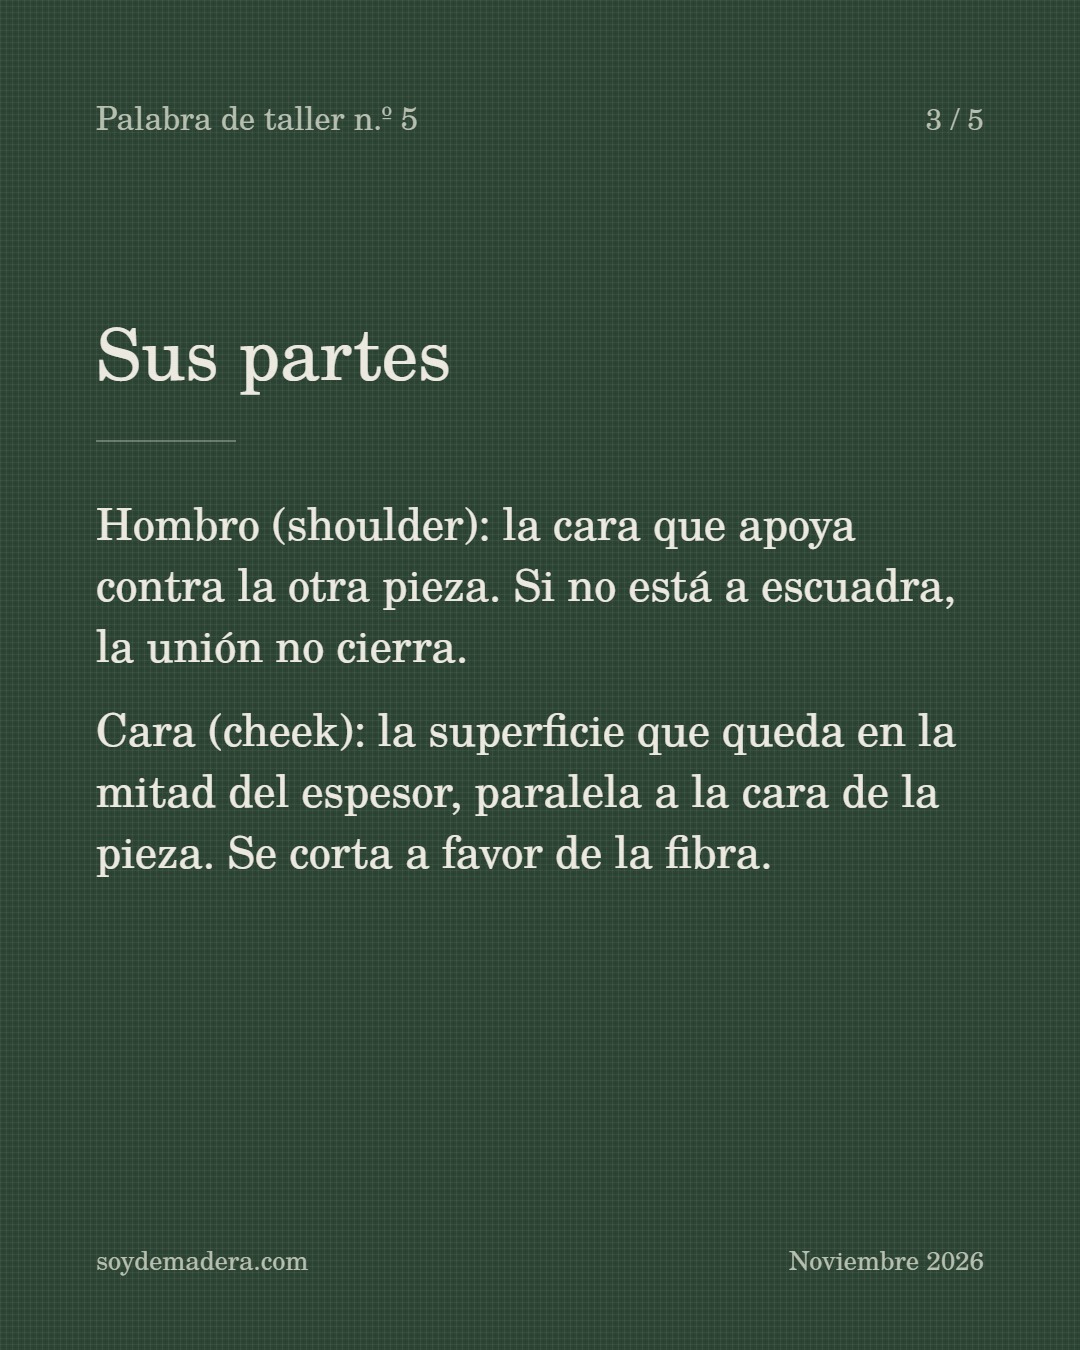 Palabra de taller n.º 5
3 / 5
Sus partes
Hombro (shoulder): la cara que apoya
contra la otra pieza. Si no está a escuadra,
la unión no cierra.
Cara (cheek): la superficie que queda en la
mitad del espesor, paralela a la cara de la
pieza. Se corta a favor de la fibra.
soydemadera.com
Noviembre 2026